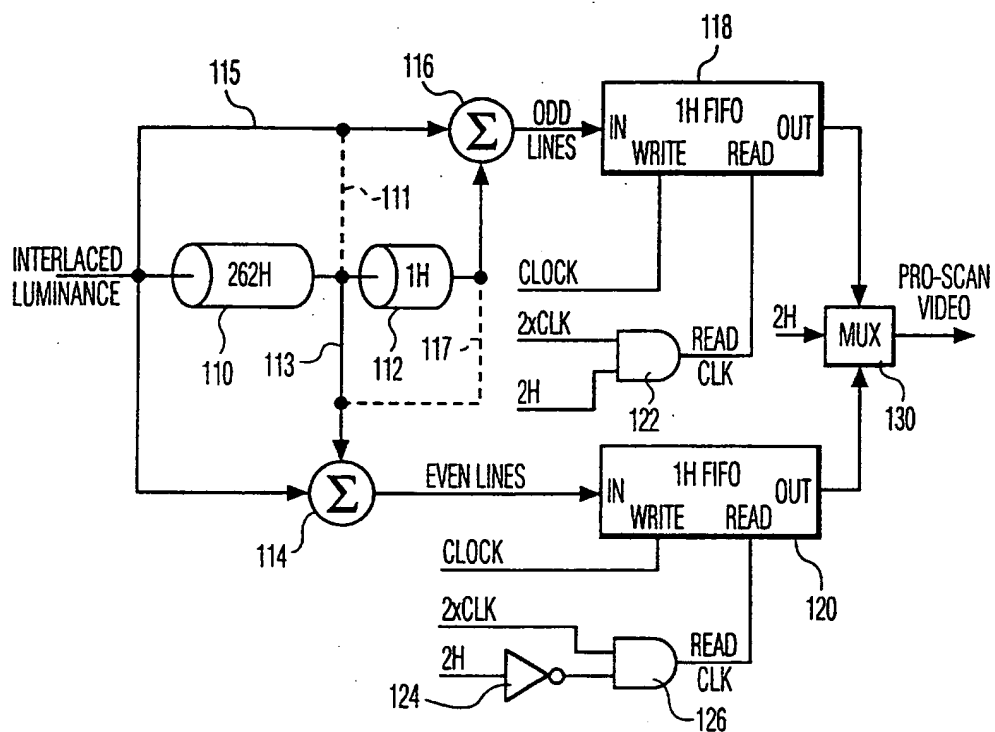 118
115
116
ODD
LINES
IN
1H FIFO
OUT
WRITE
READ
111
INTERLACED
LUMINANCE
262H
1H
CLOCK
PRO-SCAN
VIDEO
110
113
112
117
2xCLK
READ
CLK
2H
MUX
2H
122
130
EVEN LINES
IN
1H FIFO
OUT
WRITE
READ
114
CLOCK
120
2xCLK
2H
READ
CLK
124
126
Σ
Σ